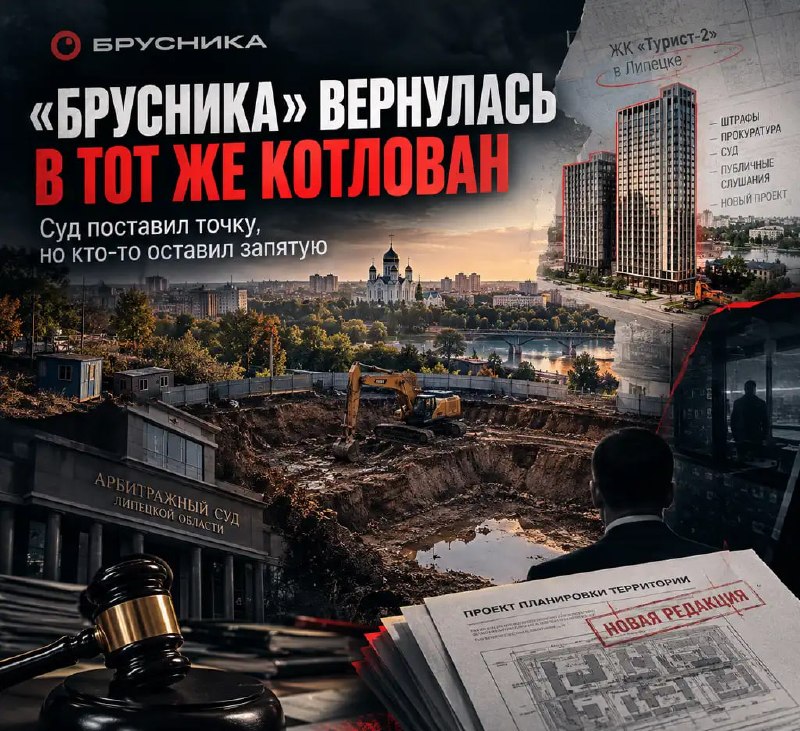 БРУСНИКА
«БРУСНИКА» ВЕРНУЛАСЬ
В ТОТ ЖЕ КОТЛОВАН
Суд поставил точку,
но кто-то оставил запятую
ЖК «Турист-2»
в Липецке
— ШТРАФЫ
— ПРОКУРАТУРА
— СУД
— ПУБЛИЧНЫЕ
СЛУШАНИЯ
— НОВЫЙ ПРОЕКТ
АРБИТРАЖНЫЙ СУД
ЛИПЕЦКОЙ ОБЛАСТИ
ПРОЕКТ ПЛАНИРОВКИ ТЕРРИТОРИИ
НОВАЯ РЕДАКЦИЯ